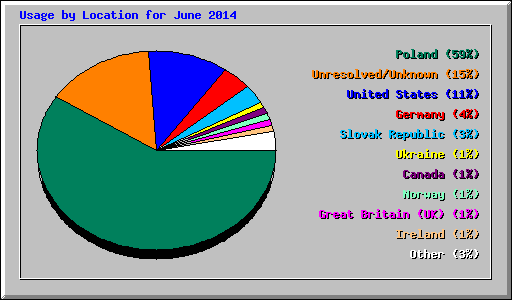 Usage by Location for June 2014
Poland (59%)
Unresolved/Unknown (15%)
United States (11%)
Germany (4%)
Slovak Republic (3%)
Ukraine (1%)
Canada (1%)
Norway (1%)
Great Britain (UK) (1%)
Ireland (1%)
Other (3%)